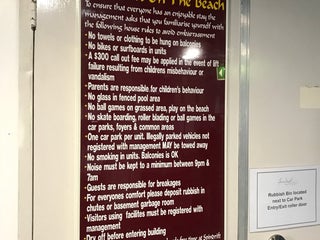 On The Beach
To ensure that everyone has an enjoyable stay the
management asks that you familiarise yourself with
the following house rules to avoid embarrassment
·No towels or clothing to be hung on balconies
·No bikes or surfboards in units
·A $300 call out fee may be applied in the event of lift
failure resulting from childrens misbehaviour or
vandalism
·Parents are responsible for children's behaviour
·No glass in fenced pool area
·No ball games on grassed area, play on the beach
·No skate boarding, roller blading or ball games in the
car parks, foyers & common areas
·One car park per unit. Illegally parked vehicles not
registered with management MAY be towed away
·No smoking in units. Balconies is OK
·Noise must be kept to a minimum between 9pm &
7am
·Guests are responsible for breakages
·For everyones comfort please deposit rubbish in
chutes or basement garbage room
·Visitors using facilites must be registered with
management
·Dry off before entering building
Rubbish Bin located
next to Car Park
Entry/Exit roller door